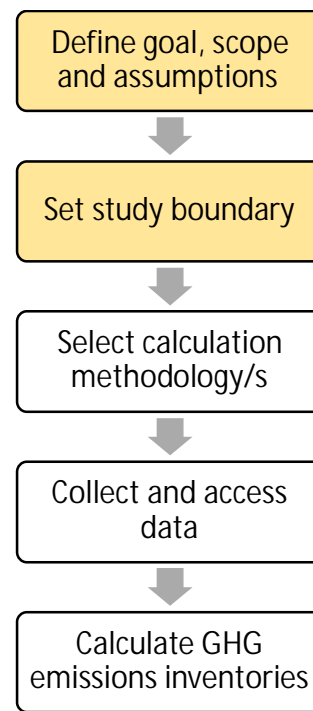 Define goal, scope
and assumptions
Set study boundary
Select calculation
methodology/s
Collect and access
data
Calculate GHG
emissions inventories